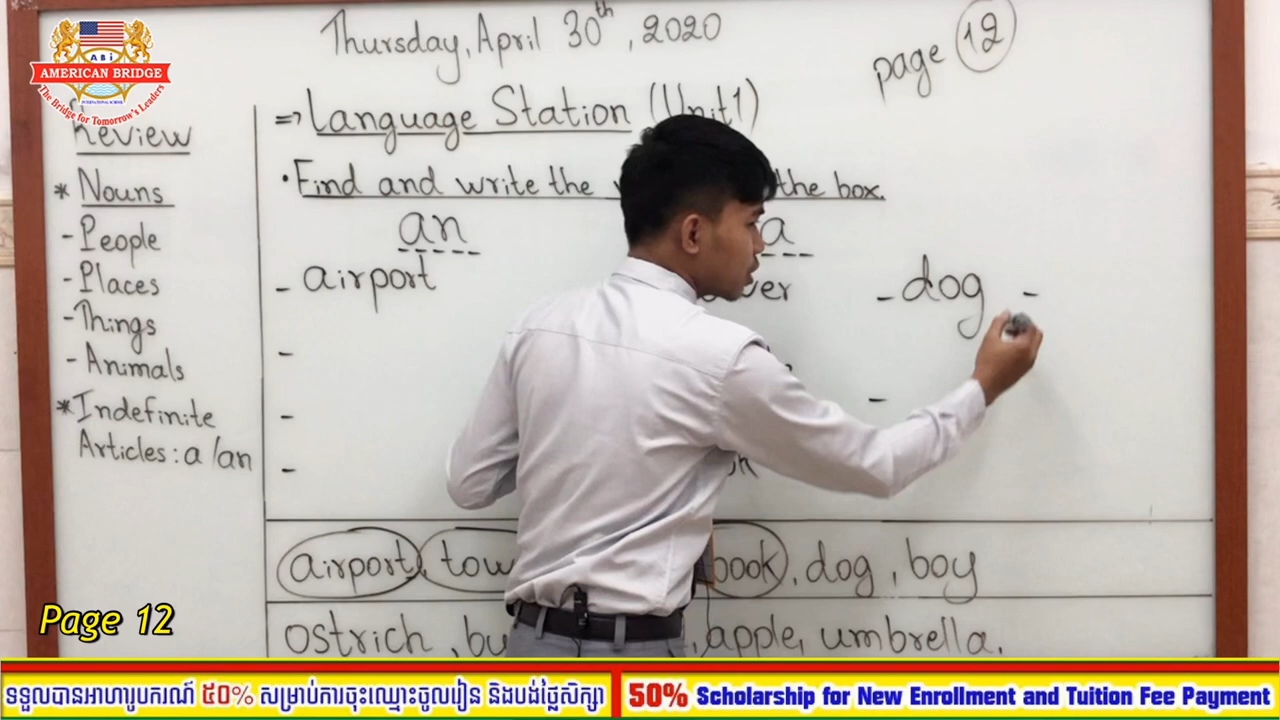 ABi
AMERICAN BRIDGE
INTERNATIONAL SCHOOL
The Bridge for Tomorrow's Leaders
Thursday, April 30th, 2020
page 12
Review
* Nouns
- People
- Places
- Things
- Animals
* Indefinite
Articles: a/an
=> Language Station (Unit 1)
• Find and write the the box.
an
a
- airport
- dog -
-
-
-
-
airport, book, dog, boy
ostrich, apple, umbrella.
Page 12
ទទួលបានអាហារូបករណ៍ ៥០% សម្រាប់ការចុះឈ្មោះចូលរៀន និងបង់ថ្លៃសិក្សា
50% Scholarship for New Enrollment and Tuition Fee Payment